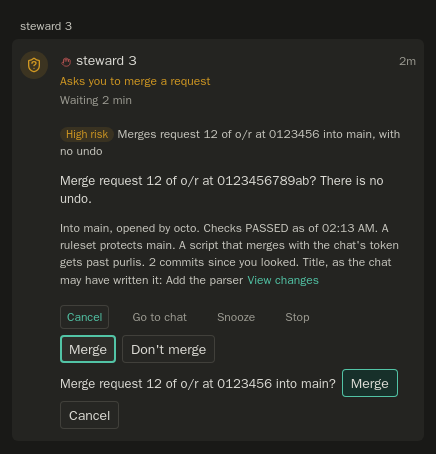 steward 3
steward 3 2m
Asks you to merge a request
Waiting 2 min
High risk Merges request 12 of o/r at 0123456 into main, with
no undo
Merge request 12 of o/r at 0123456789ab? There is no
undo.
Into main, opened by octo. Checks PASSED as of 02:13 AM. A
ruleset protects main. A script that merges with the chat's token
gets past purlis. 2 commits since you looked. Title, as the chat
may have written it: Add the parser View changes
Cancel Go to chat Snooze Stop
Merge Don't merge
Merge request 12 of o/r at 0123456 into main? Merge
Cancel